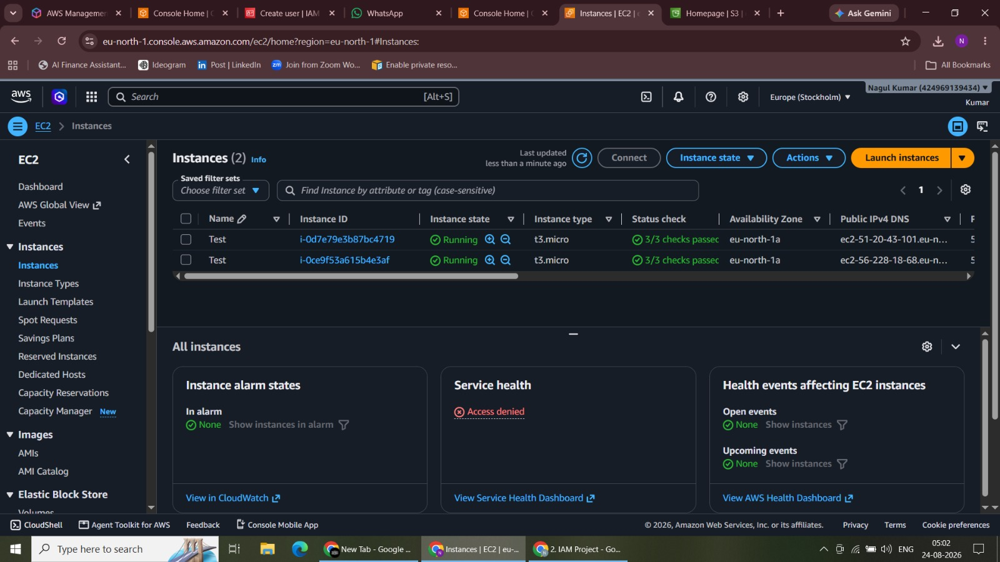 AWS Managemen
Console Home | C
Create user | IAM
WhatsApp
Console Home | C
Instances | EC2 | e
Homepage | S3 |
Ask Gemini
eu-north-1.console.aws.amazon.com/ec2/home?region=eu-north-1#Instances:
N
AI Finance Assistant...
Ideogram
Post | LinkedIn
Join from Zoom Wo...
Enable private reso...
All Bookmarks
aws
Search
[Alt+S]
Europe (Stockholm)
Nagul Kumar (424969139434)
Kumar
EC2
Instances
EC2
Dashboard
AWS Global View
Events
Instances
Instances
Instance Types
Launch Templates
Spot Requests
Savings Plans
Reserved Instances
Dedicated Hosts
Capacity Reservations
Capacity Manager New
Images
AMIs
AMI Catalog
Elastic Block Store
Volumes
Instances (2) Info
Last updated
less than a minute ago
Connect
Instance state
Actions
Launch instances
Saved filter sets
Choose filter set
Find Instance by attribute or tag (case-sensitive)
1
Name Instance ID Instance state Instance type Status check Availability Zone Public IPv4 DNS P
Test i-0d7e79e3b87bc4719 Running t3.micro 3/3 checks passec eu-north-1a ec2-51-20-43-101.eu-n... 5
Test i-0ce9f53a615b4e3af Running t3.micro 3/3 checks passec eu-north-1a ec2-56-228-18-68.eu-n... 5
All instances
Instance alarm states
In alarm
None Show instances in alarm
View in CloudWatch
Service health
Access denied
View Service Health Dashboard
Health events affecting EC2 instances
Open events
None Show instances
Upcoming events
None Show instances
View AWS Health Dashboard
CloudShell
Agent Toolkit for AWS
Feedback
Console Mobile App
© 2026, Amazon Web Services, Inc. or its affiliates.
Privacy
Terms
Cookie preferences
Type here to search
New Tab - Google ...
Instances | EC2 | eu-...
2. IAM Project - Go...
ENG
05:02
24-08-2026